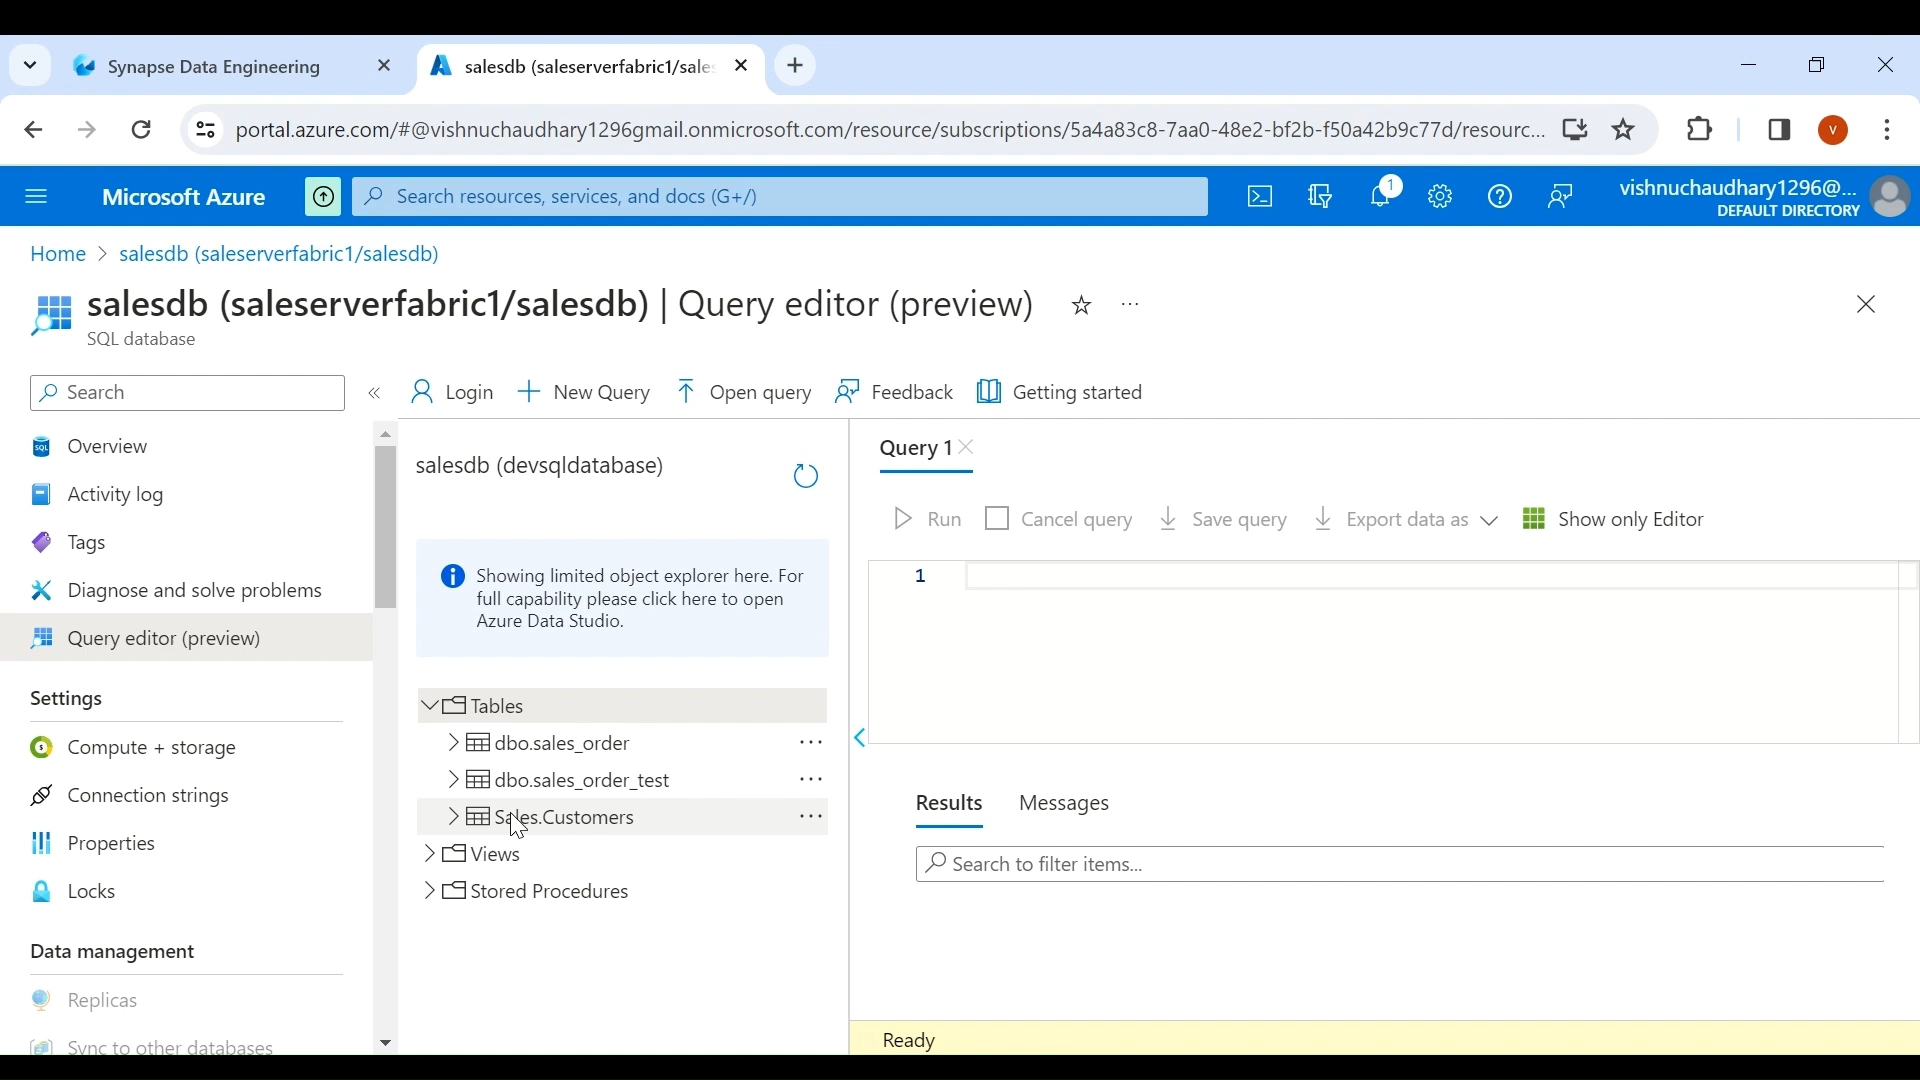 Synapse Data Engineering
salesdb (saleserverfabric1/sales
portal.azure.com/#@vishnuchaudhary1296gmail.onmicrosoft.com/resource/subscriptions/5a4a83c8-7aa0-48e2-bf2b-f50a42b9c77d/resourc...
V
Microsoft Azure
Search resources, services, and docs (G+/)
1
vishnuchaudhary1296@...
DEFAULT DIRECTORY
Home > salesdb (saleserverfabric1/salesdb)
salesdb (saleserverfabric1/salesdb) | Query editor (preview)
...
SQL database
Search
«
Login
New Query
Open query
Feedback
Getting started
SQL
Overview
Activity log
Tags
Diagnose and solve problems
Query editor (preview)
Settings
Compute + storage
Connection strings
Properties
Locks
Data management
Replicas
Sync to other databases
salesdb (devsqldatabase)
Showing limited object explorer here. For
full capability please click here to open
Azure Data Studio.
Tables
dbo.sales_order
...
dbo.sales_order_test
...
Sales.Customers
...
Views
Stored Procedures
Query 1
Run
Cancel query
Save query
Export data as
Show only Editor
1
Results
Messages
Search to filter items...
Ready